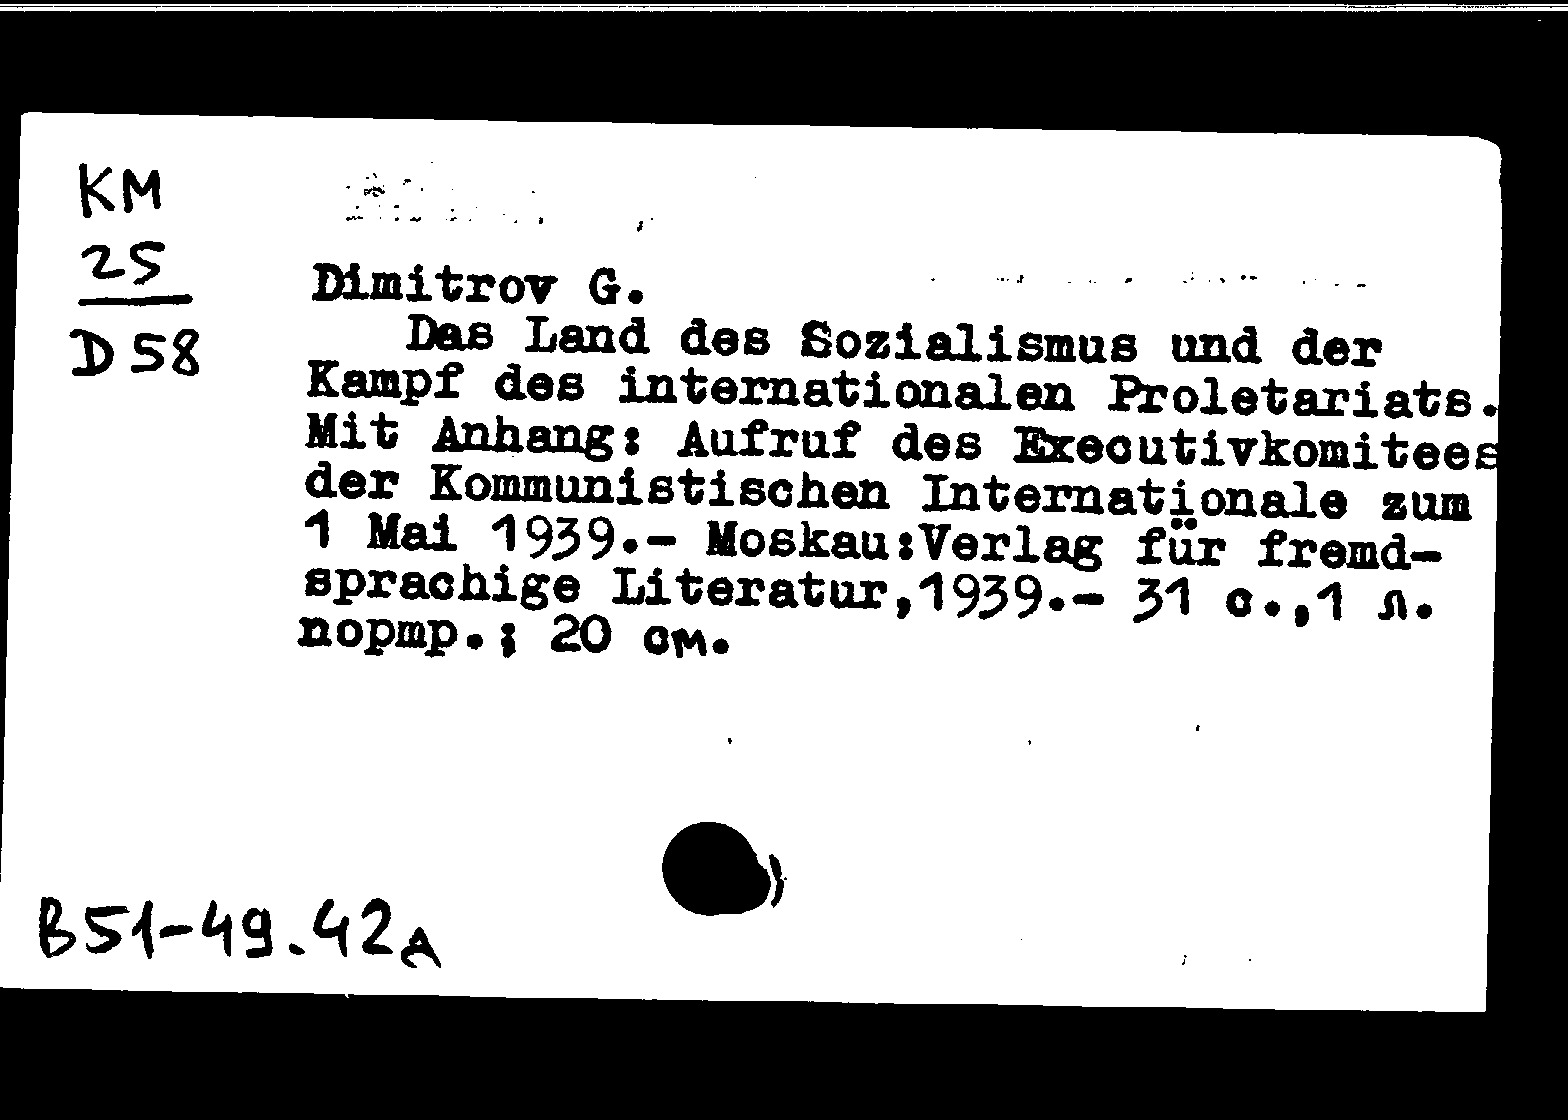 KM
25
D 58
Dimitrov G.
Das Land des Sozialismus und der
Kampf des internationalen Proletariats.
Mit Anhang: Aufruf des Executivkomitees
der Kommunistischen Internationale zum
1 Mai 1939.- Moskau:Verlag für fremd-
sprachige Literatur,1939.- 31 с.,1 л.
nopmp.; 20 см.
B51-49.42A